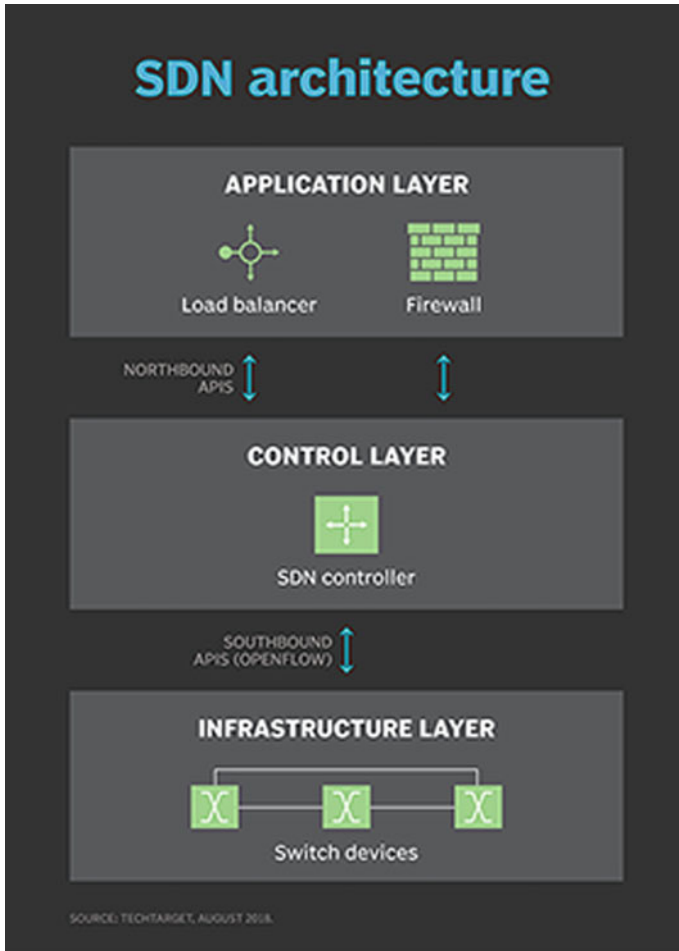 SDN architecture
APPLICATION LAYER
Load balancer
Firewall
NORTHBOUND
APIS
CONTROL LAYER
SDN controller
SOUTHBOUND
APIS (OPENFLOW)
INFRASTRUCTURE LAYER
Switch devices
SOURCE: TECHTARGET, AUGUST 2018.